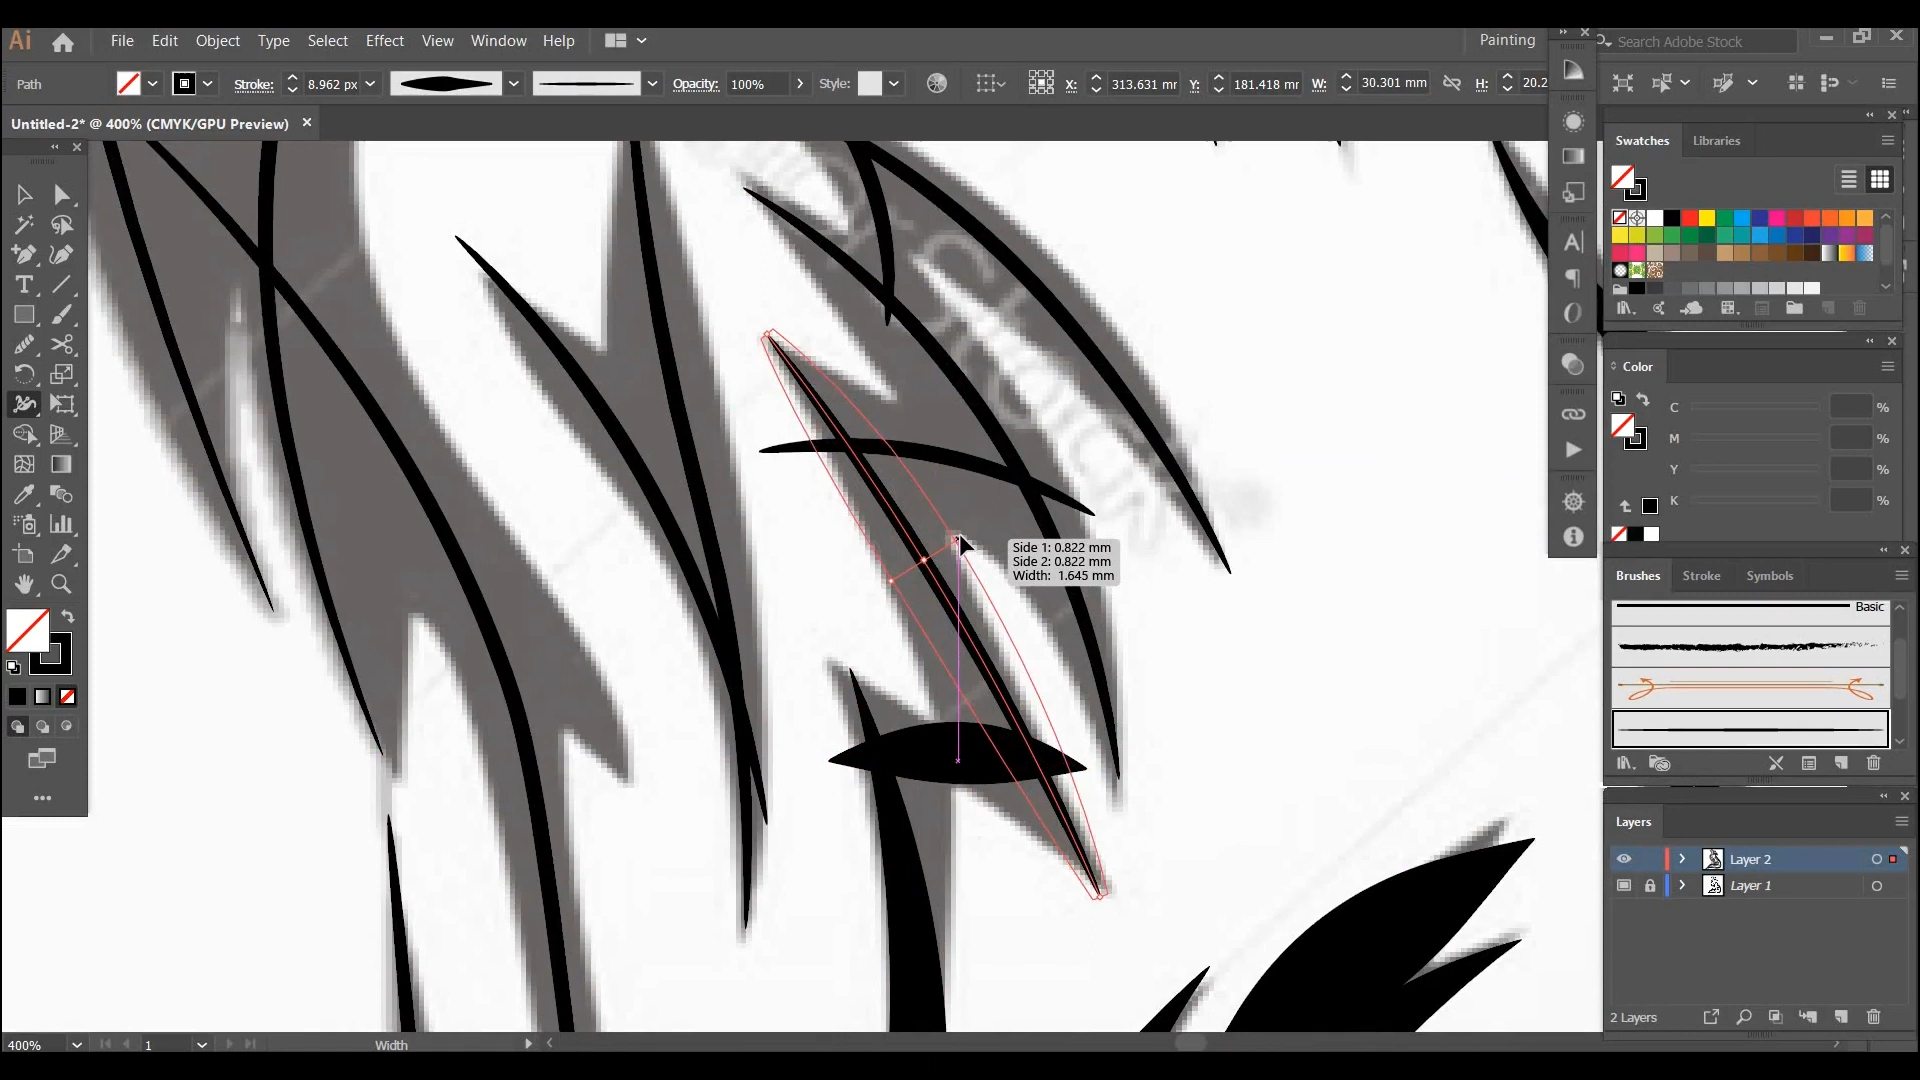 Ai File Edit Object Type Select Effect View Window Help Painting Search Adobe Stock
Path Stroke: 8.962 px Opacity: 100% Style: X: 313.631 mr Y: 181.418 mr W: 30.301 mm H: 20.2
Untitled-2* @ 400% (CMYK/GPU Preview)
Swatches Libraries
Color
C %
M %
Y %
K %
Side 1: 0.822 mm
Side 2: 0.822 mm
Width: 1.645 mm
Brushes Stroke Symbols
Basic
Layers
Layer 2
Layer 1
2 Layers
400% 1 Width